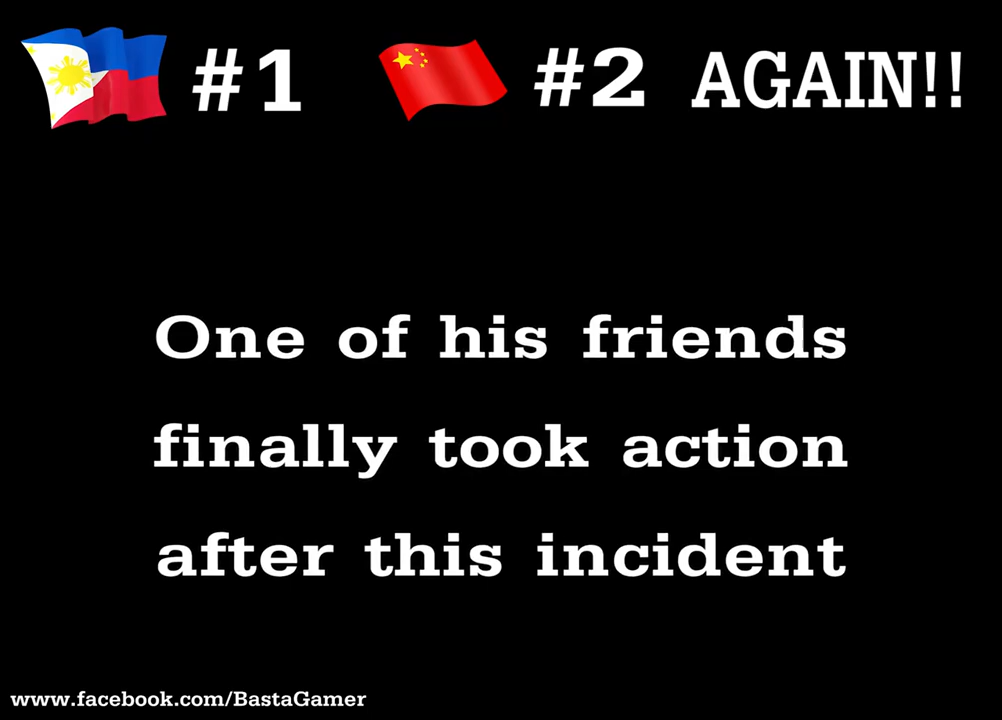 #1 #2 AGAIN!!
One of his friends
finally took action
after this incident
www.facebook.com/BastaGamer